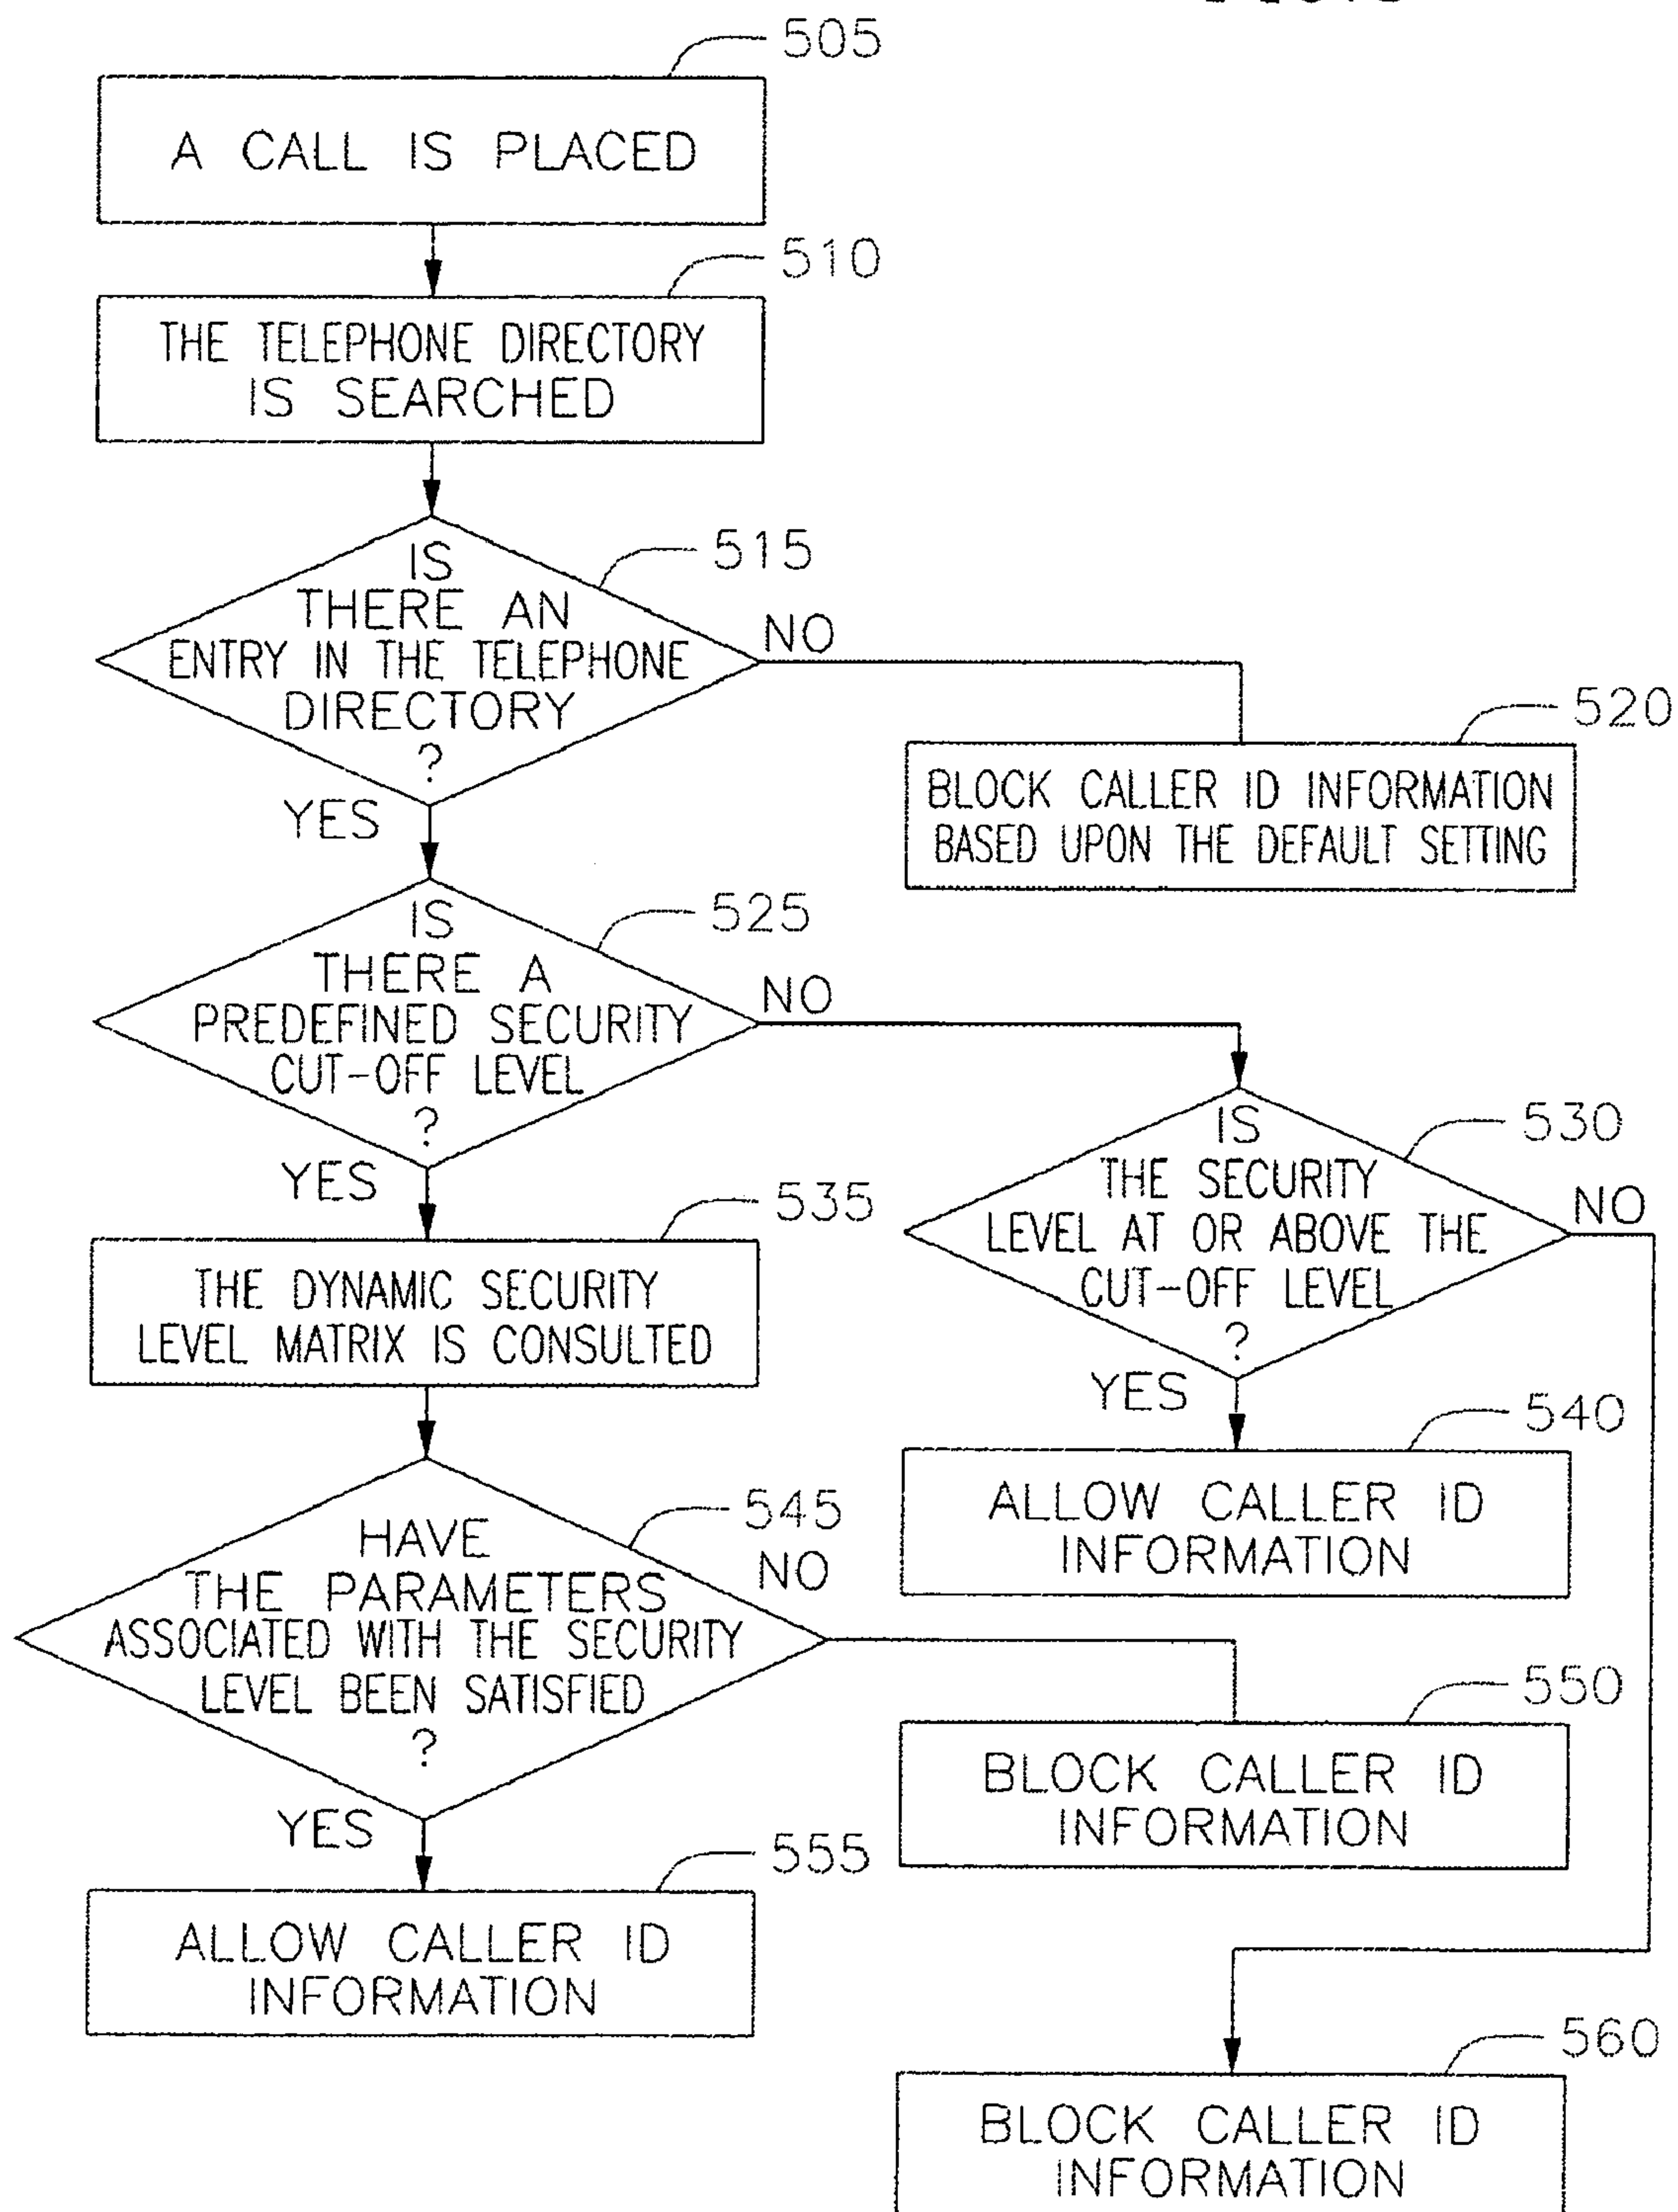 505
A CALL IS PLACED
510
THE TELEPHONE DIRECTORY
IS SEARCHED
515
IS
THERE AN
ENTRY IN THE TELEPHONE
DIRECTORY
?
NO
YES
520
BLOCK CALLER ID INFORMATION
BASED UPON THE DEFAULT SETTING
525
IS
THERE A
PREDEFINED SECURITY
CUT-OFF LEVEL
?
NO
YES
530
IS
THE SECURITY
LEVEL AT OR ABOVE THE
CUT-OFF LEVEL
?
NO
YES
535
THE DYNAMIC SECURITY
LEVEL MATRIX IS CONSULTED
540
ALLOW CALLER ID
INFORMATION
545
HAVE
THE PARAMETERS
ASSOCIATED WITH THE SECURITY
LEVEL BEEN SATISFIED
?
NO
YES
550
BLOCK CALLER ID
INFORMATION
555
ALLOW CALLER ID
INFORMATION
560
BLOCK CALLER ID
INFORMATION